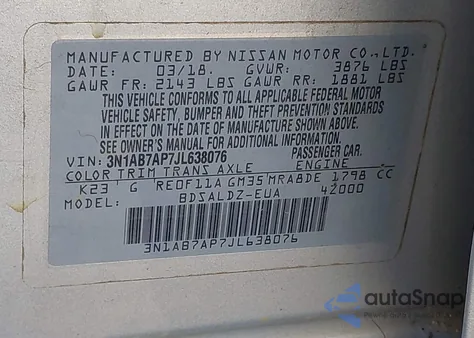 MANUFACTURED BY NISSAN MOTOR CO.,LTD.
DATE: 03/18. GVWR: 3876 LBS
GAWR FR: 2143 LBS GAWR RR: 1881 LBS
THIS VEHICLE CONFORMS TO ALL APPLICABLE FEDERAL MOTOR
VEHICLE SAFETY, BUMPER AND THEFT PREVENTION STANDARDS
IN EFFECT ON THE DATE OF MANUFACTURE SHOWN ABOVE.
SEE OWNER'S MANUAL FOR ADDITIONAL INFORMATION.
VIN: 3N1AB7AP7JL638076 PASSENGER CAR.
COLOR TRIM TRANS AXLE ENGINE
K23 G RE0F11A GM35 MRA8DE 1798 CC
MODEL: BDSALDZ-EUA 42000
3N1AB7AP7JL638076
autoSnap